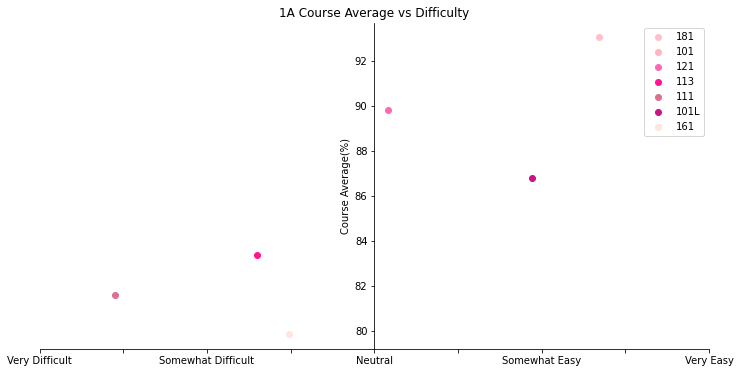 1A Course Average vs Difficulty
181
101
121
113
111
101L
161
Course Average(%)
92
90
88
86
84
82
80
Very Difficult
Somewhat Difficult
Neutral
Somewhat Easy
Very Easy